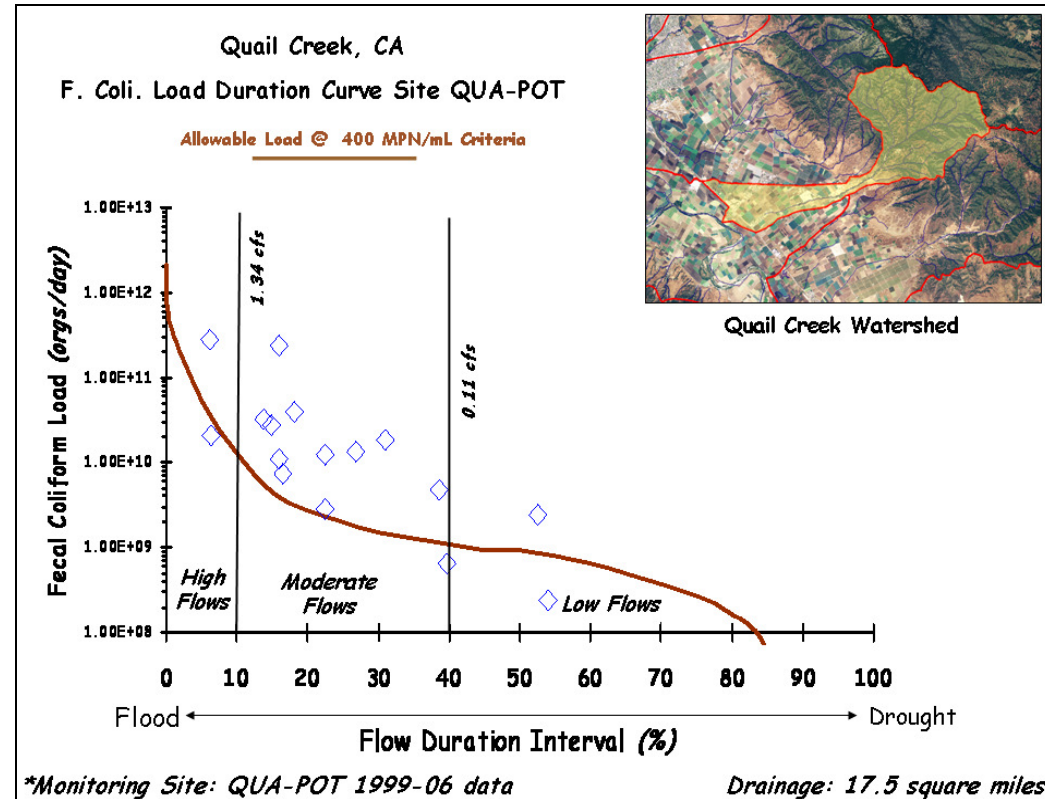 Quail Creek, CA
F. Coli. Load Duration Curve Site QUA-POT
Allowable Load @ 400 MPN/mL Criteria
Quail Creek Watershed
Fecal Coliform Load (orgs/day)
1.00E+13
1.00E+12
1.00E+11
1.00E+10
1.00E+09
1.00E+08
1.34 cfs
0.11 cfs
High
Flows
Moderate
Flows
Low Flows
0 10 20 30 40 50 60 70 80 90 100
Flood Drought
Flow Duration Interval (%)
*Monitoring Site: QUA-POT 1999-06 data Drainage: 17.5 square miles